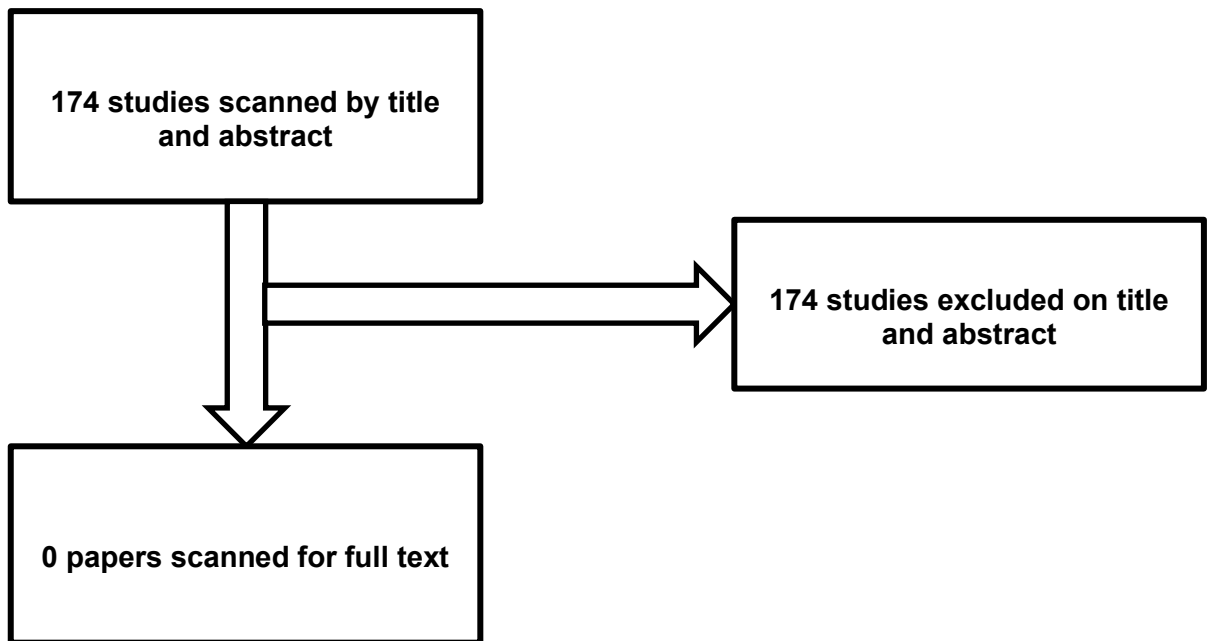 174 studies scanned by title
and abstract
174 studies excluded on title
and abstract
0 papers scanned for full text